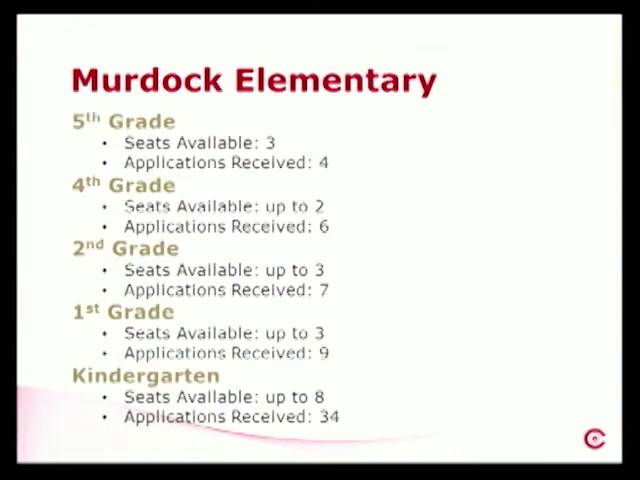 Murdock Elementary
5th Grade
• Seats Available: 3
• Applications Received: 4
4th Grade
• Seats Available: up to 2
• Applications Received: 6
2nd Grade
• Seats Available: up to 3
• Applications Received: 7
1st Grade
• Seats Available: up to 3
• Applications Received: 9
Kindergarten
• Seats Available: up to 8
• Applications Received: 34